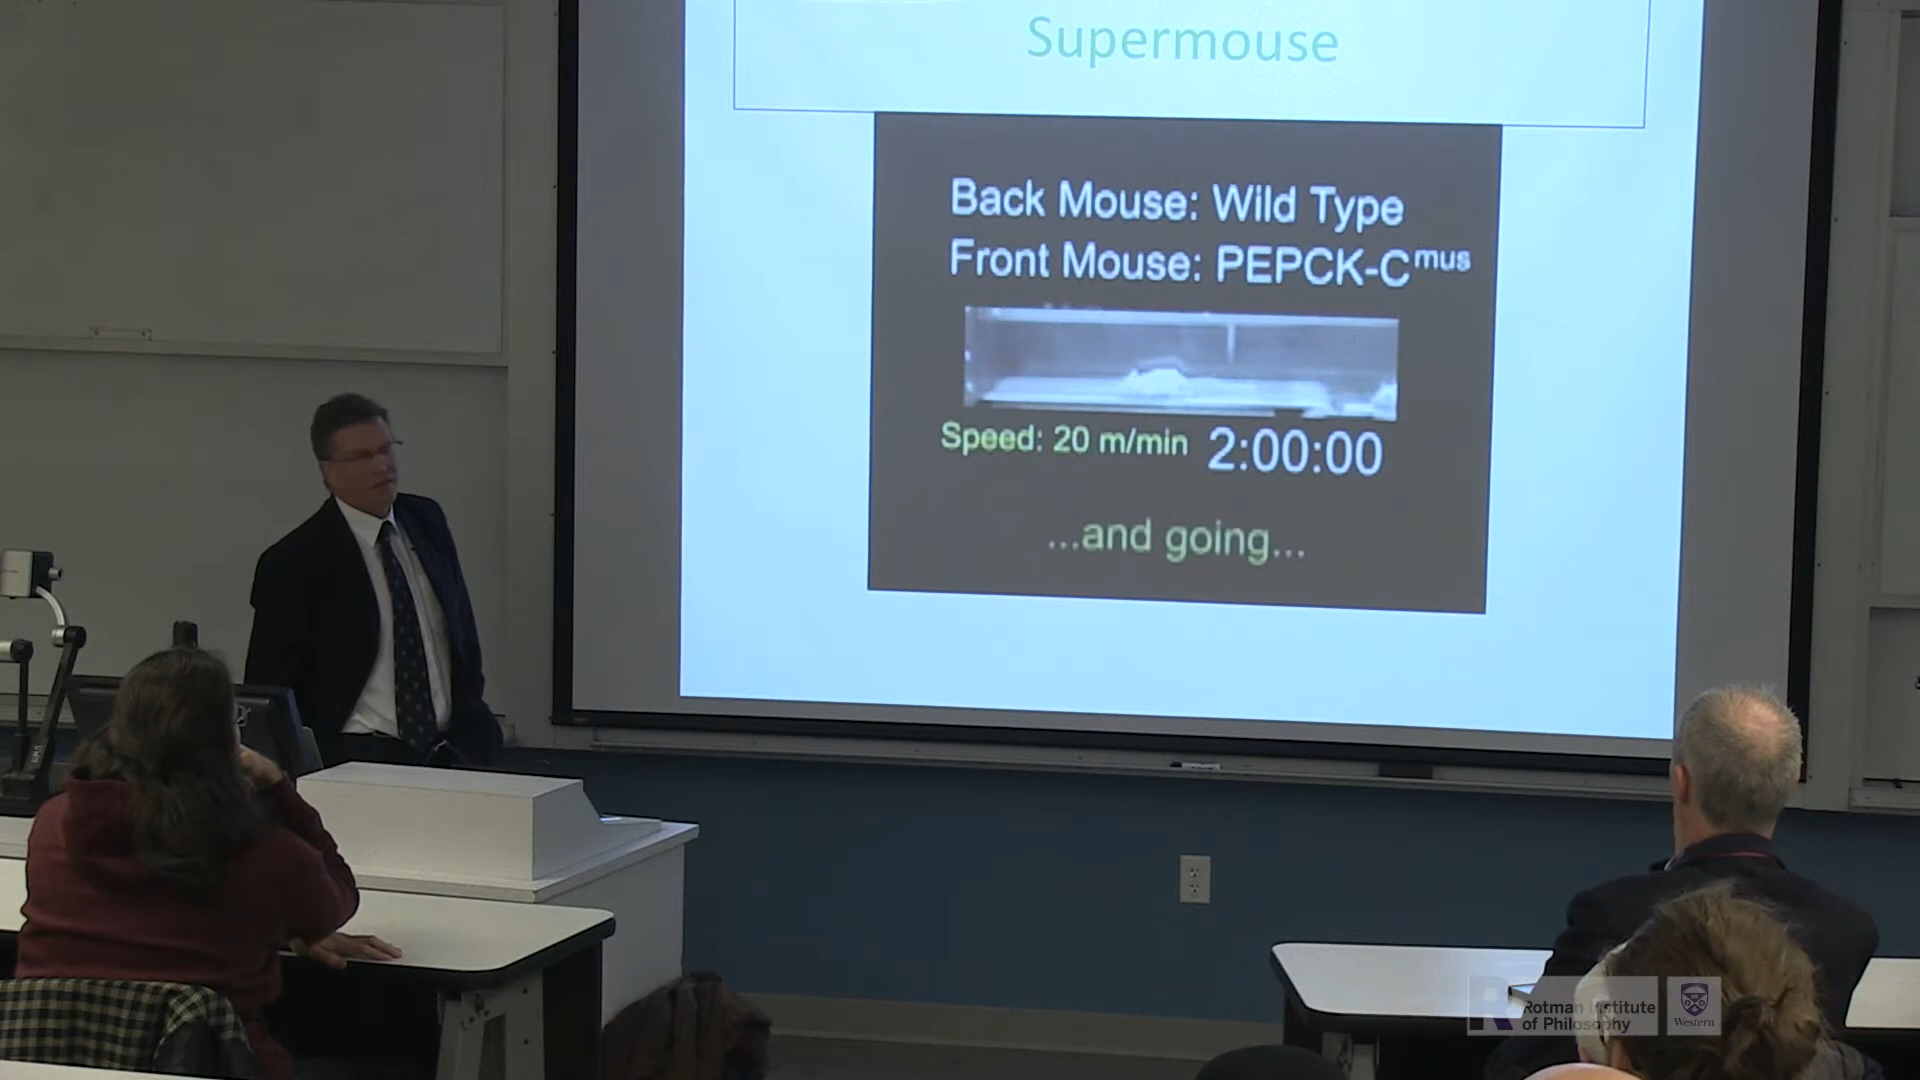 Supermouse
Back Mouse: Wild Type
Front Mouse: PEPCK-Cᵐᵘˢ
Speed: 20 m/min 2:00:00
...and going...
Rotman Institute
of Philosophy
Western